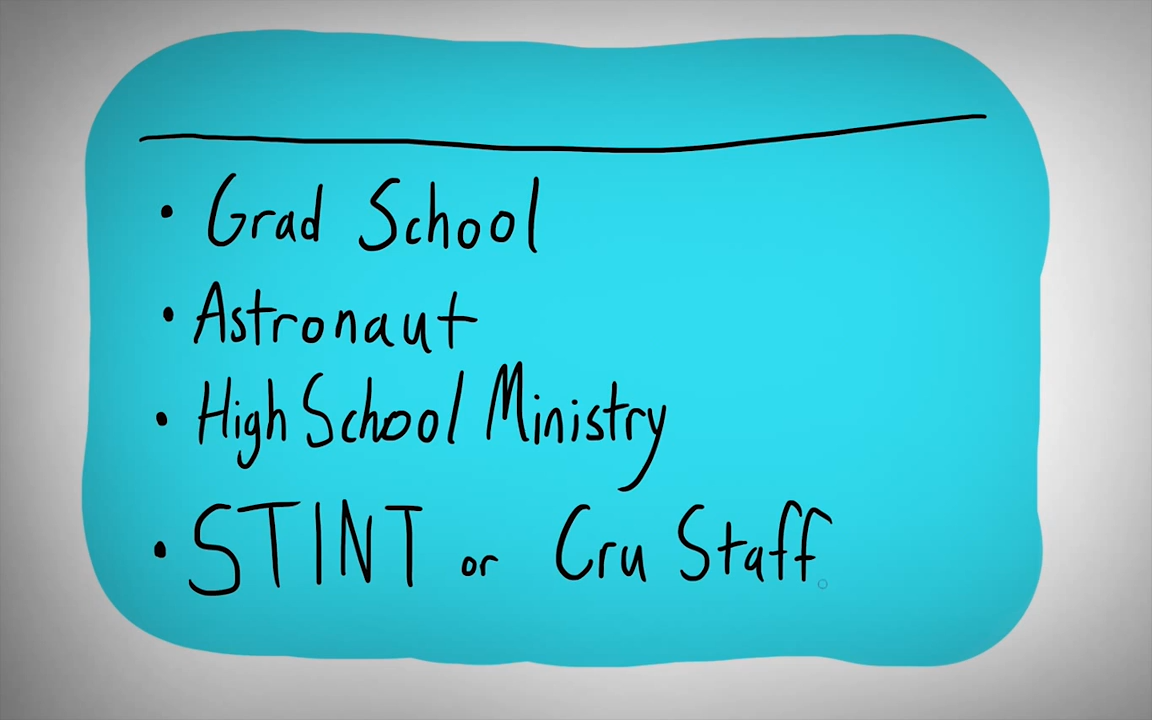 • Grad School
• Astronaut
• High School Ministry
• STINT or Cru Staff